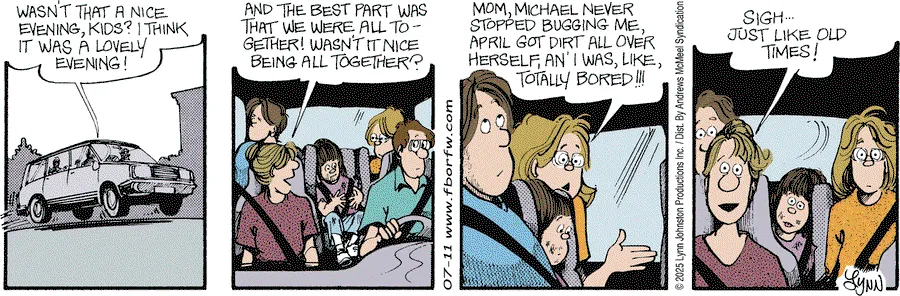 WASN'T THAT A NICE
EVENING, KIDS? I THINK
IT WAS A LOVELY
EVENING!
AND THE BEST PART WAS
THAT WE WERE ALL TO-
GETHER! WASN'T IT NICE
BEING ALL TOGETHER?
07-11 www.fborfw.com
MOM, MICHAEL NEVER
STOPPED BUGGING ME,
APRIL GOT DIRT ALL OVER
HERSELF, AN' I WAS, LIKE,
TOTALLY BORED!!!
© 2025 Lynn Johnston Productions Inc. / Dist. By Andrews McMeel Syndication
SIGH...
JUST LIKE OLD
TIMES!
LYNN